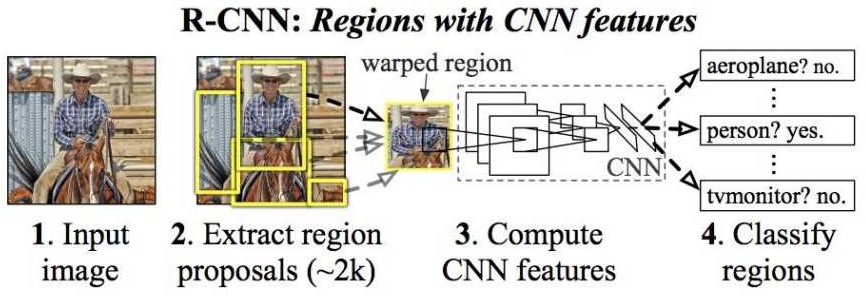 R-CNN: Regions with CNN features
warped region
aeroplane? no.
person? yes.
CNN
tvmonitor? no.
1. Input
image
2. Extract region
proposals (~2k)
3. Compute
CNN features
4. Classify
regions